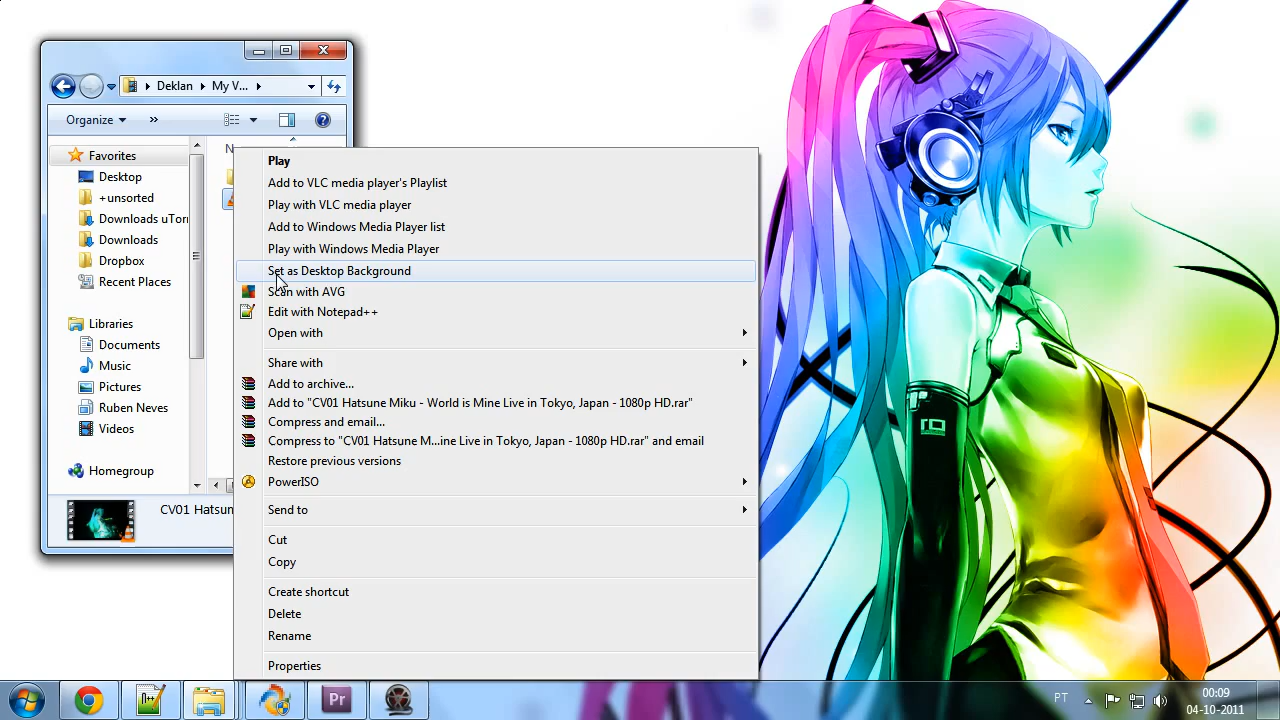 Deklan
My V...
Organize
»
Favorites
Desktop
+unsorted
Downloads uTorr
Downloads
Dropbox
Recent Places
Libraries
Documents
Music
Pictures
Ruben Neves
Videos
Homegroup
CV01 Hatsun
Play
Add to VLC media player's Playlist
Play with VLC media player
Add to Windows Media Player list
Play with Windows Media Player
Set as Desktop Background
Scan with AVG
Edit with Notepad++
Open with
Share with
Add to archive...
Add to "CV01 Hatsune Miku - World is Mine Live in Tokyo, Japan - 1080p HD.rar"
Compress and email...
Compress to "CV01 Hatsune M...ine Live in Tokyo, Japan - 1080p HD.rar" and email
Restore previous versions
PowerISO
Send to
Cut
Copy
Create shortcut
Delete
Rename
Properties
Pr
PT
00:09
04-10-2011